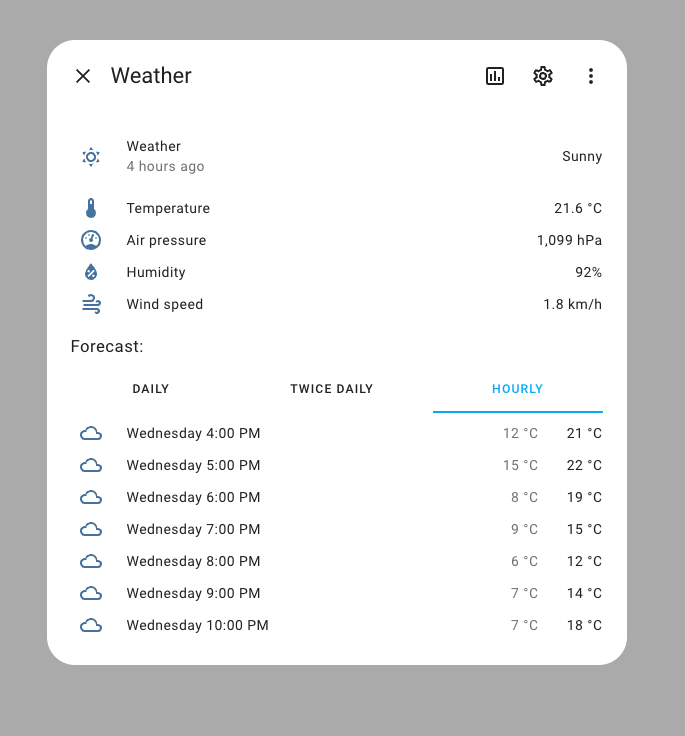 Weather
Weather
4 hours ago
Sunny
Temperature
21.6 °C
Air pressure
1,099 hPa
Humidity
92%
Wind speed
1.8 km/h
Forecast:
DAILY TWICE DAILY HOURLY
Wednesday 4:00 PM 12 °C 21 °C
Wednesday 5:00 PM 15 °C 22 °C
Wednesday 6:00 PM 8 °C 19 °C
Wednesday 7:00 PM 9 °C 15 °C
Wednesday 8:00 PM 6 °C 12 °C
Wednesday 9:00 PM 7 °C 14 °C
Wednesday 10:00 PM 7 °C 18 °C